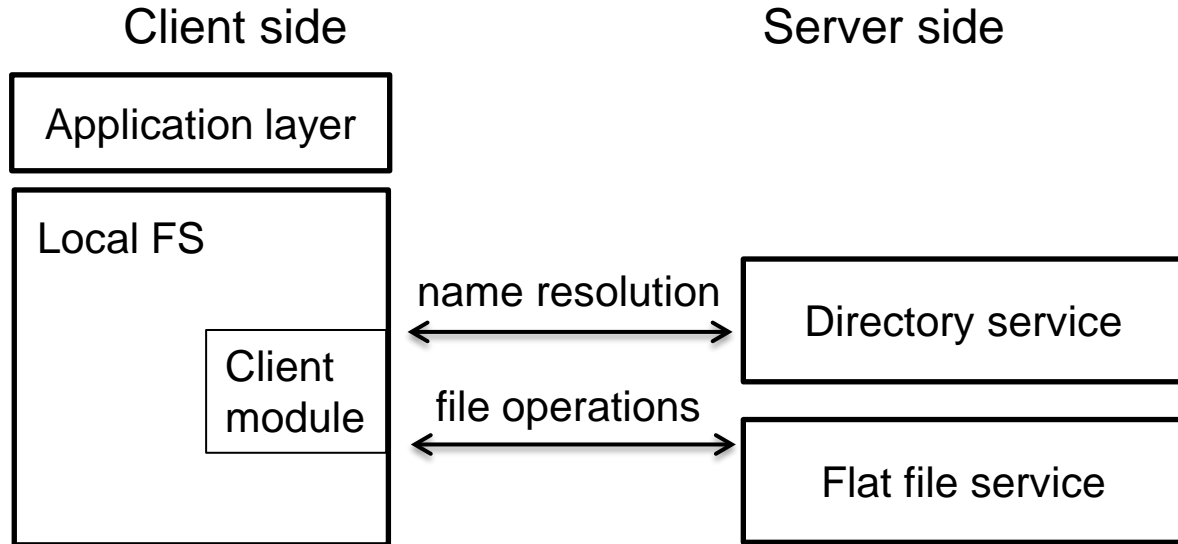 Client side
Server side
Application layer
Local FS
Client
module
name resolution
file operations
Directory service
Flat file service